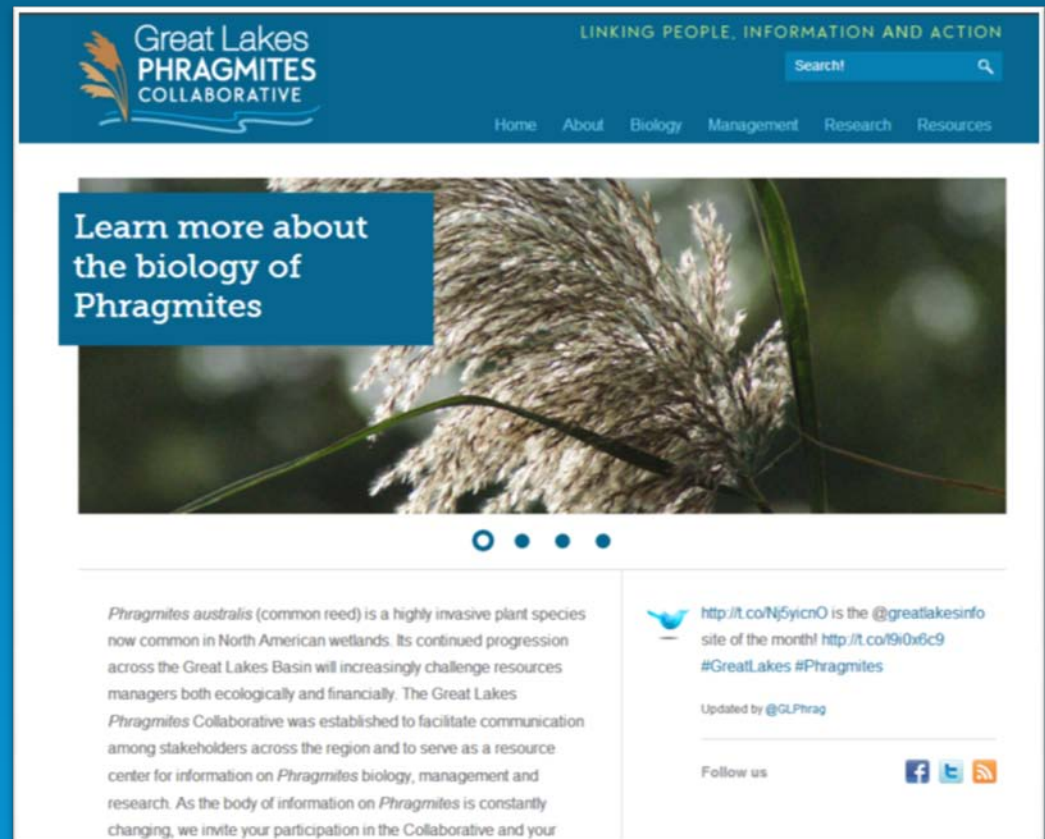 Great Lakes
PHRAGMITES
COLLABORATIVE
LINKING PEOPLE, INFORMATION AND ACTION
Search!
Home About Biology Management Research Resources
Learn more about
the biology of
Phragmites
Phragmites australis (common reed) is a highly invasive plant species
now common in North American wetlands. Its continued progression
across the Great Lakes Basin will increasingly challenge resources
managers both ecologically and financially. The Great Lakes
Phragmites Collaborative was established to facilitate communication
among stakeholders across the region and to serve as a resource
center for information on Phragmites biology, management and
research. As the body of information on Phragmites is constantly
changing, we invite your participation in the Collaborative and your
http://t.co/Nj5yicnO is the @greatlakesinfo
site of the month! http://t.co/l9i0x6c9
#GreatLakes #Phragmites
Updated by @GLPhrag
Follow us